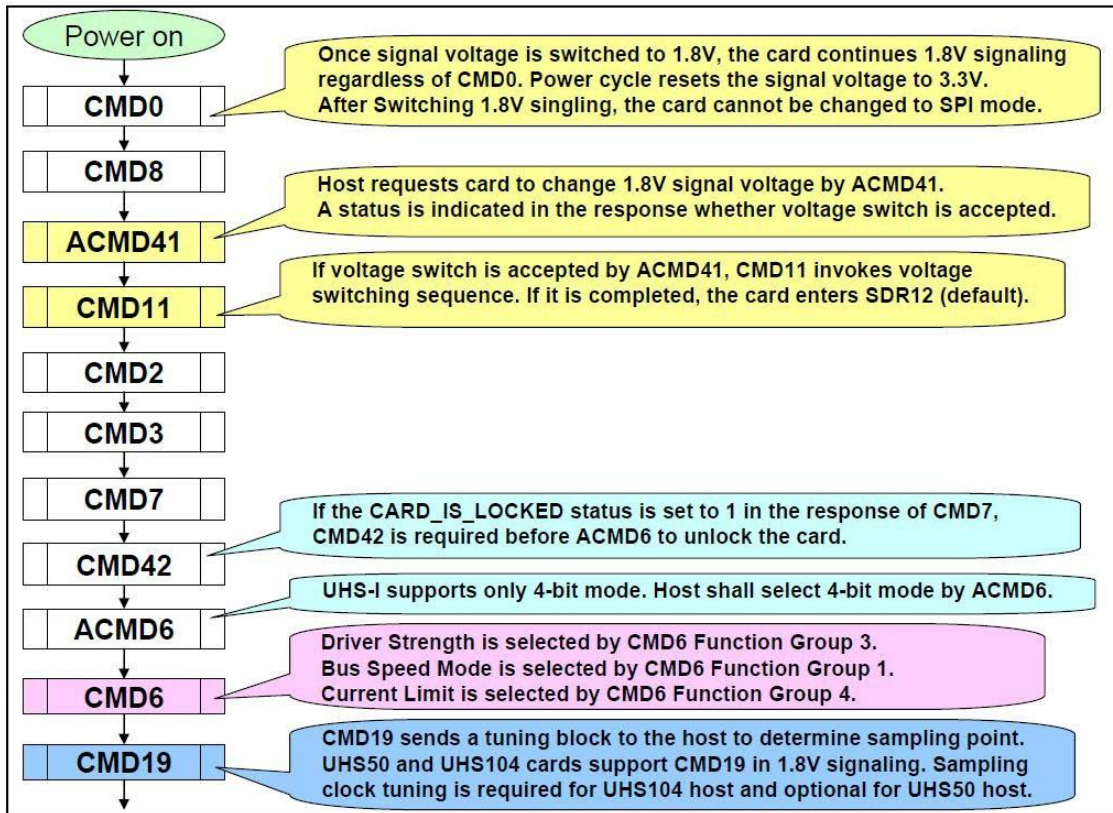 Power on
Once signal voltage is switched to 1.8V, the card continues 1.8V signaling
regardless of CMD0. Power cycle resets the signal voltage to 3.3V.
After Switching 1.8V singling, the card cannot be changed to SPI mode.
CMD0
CMD8
Host requests card to change 1.8V signal voltage by ACMD41.
A status is indicated in the response whether voltage switch is accepted.
ACMD41
If voltage switch is accepted by ACMD41, CMD11 invokes voltage
switching sequence. If it is completed, the card enters SDR12 (default).
CMD11
CMD2
CMD3
CMD7
If the CARD_IS_LOCKED status is set to 1 in the response of CMD7,
CMD42 is required before ACMD6 to unlock the card.
CMD42
UHS-I supports only 4-bit mode. Host shall select 4-bit mode by ACMD6.
ACMD6
Driver Strength is selected by CMD6 Function Group 3.
Bus Speed Mode is selected by CMD6 Function Group 1.
Current Limit is selected by CMD6 Function Group 4.
CMD6
CMD19 sends a tuning block to the host to determine sampling point.
UHS50 and UHS104 cards support CMD19 in 1.8V signaling. Sampling
clock tuning is required for UHS104 host and optional for UHS50 host.
CMD19